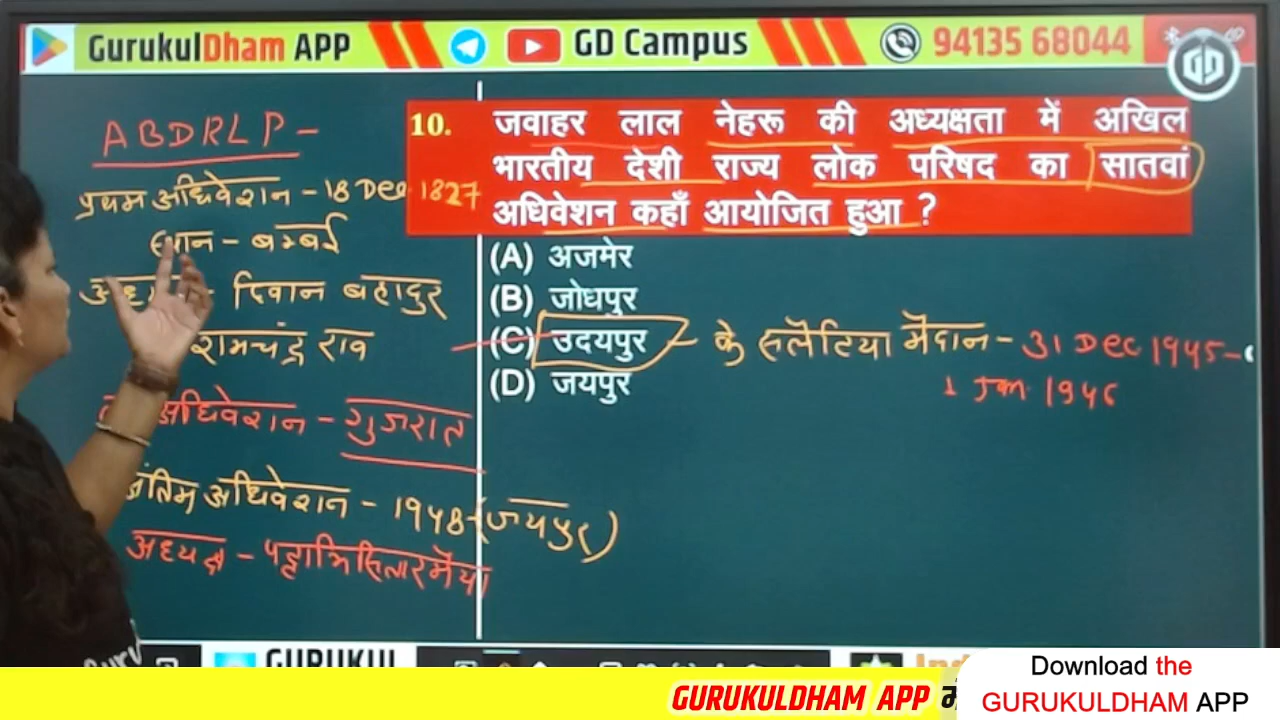 GurukulDham APP
GD Campus
94135 68044
ABDRLP -
प्रथम अधिवेशन - 18 Dec 1827
स्थान - बम्बई
- दिवान बहादुर
रामचंद्र राव
अधिवेशन - गुजरात
अंतिम अधिवेशन - 1948 (जयपुर)
अध्यक्ष - पट्टाभिसितारमैया
10. जवाहर लाल नेहरू की अध्यक्षता में अखिल
भारतीय देशी राज्य लोक परिषद का सातवां
अधिवेशन कहाँ आयोजित हुआ ?
(A) अजमेर
(B) जोधपुर
(C) उदयपुर - के सलेटिया मैदान - 31 Dec 1945 -
1 Jan 1946
(D) जयपुर
GURUKUL
GURUKULDHAM APP
Download the
GURUKULDHAM APP